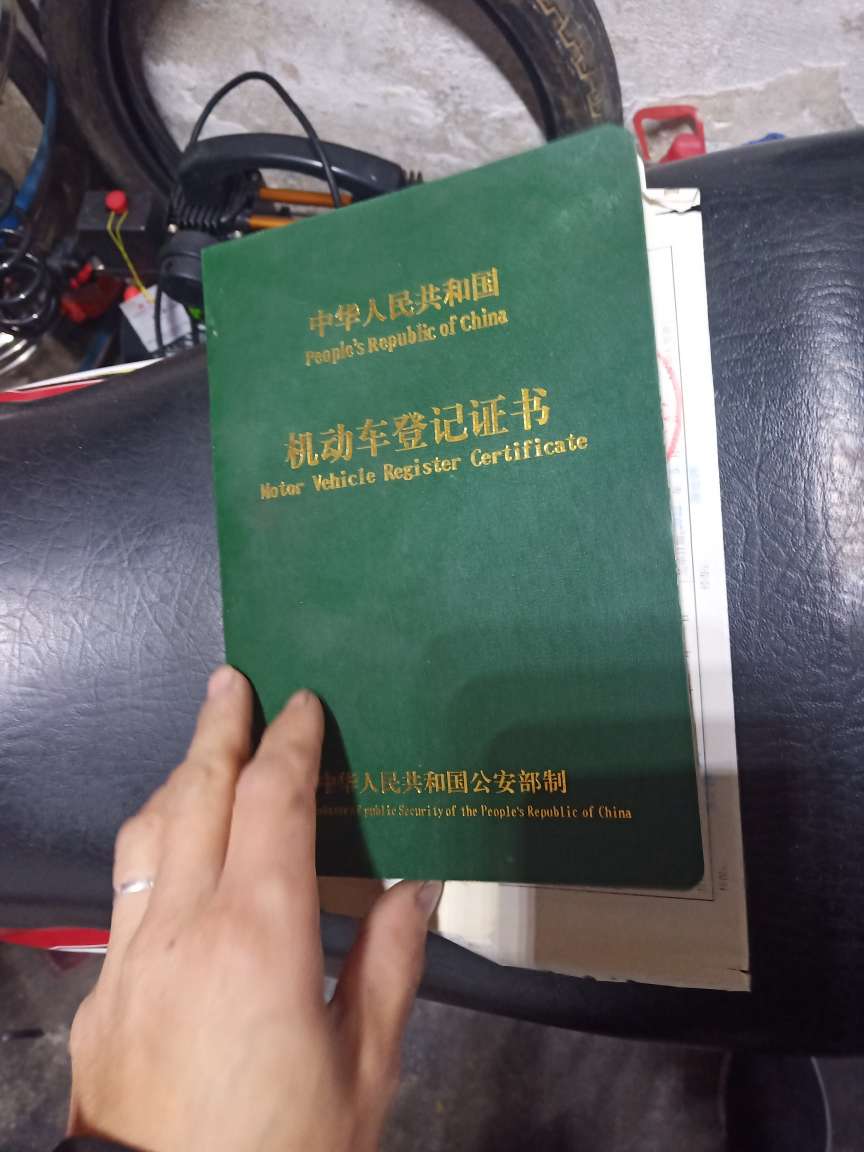 中华人民共和国
People's Republic of China
机动车登记证书
Motor Vehicle Register Certificate
中华人民共和国公安部制
Public Security of the People's Republic of China